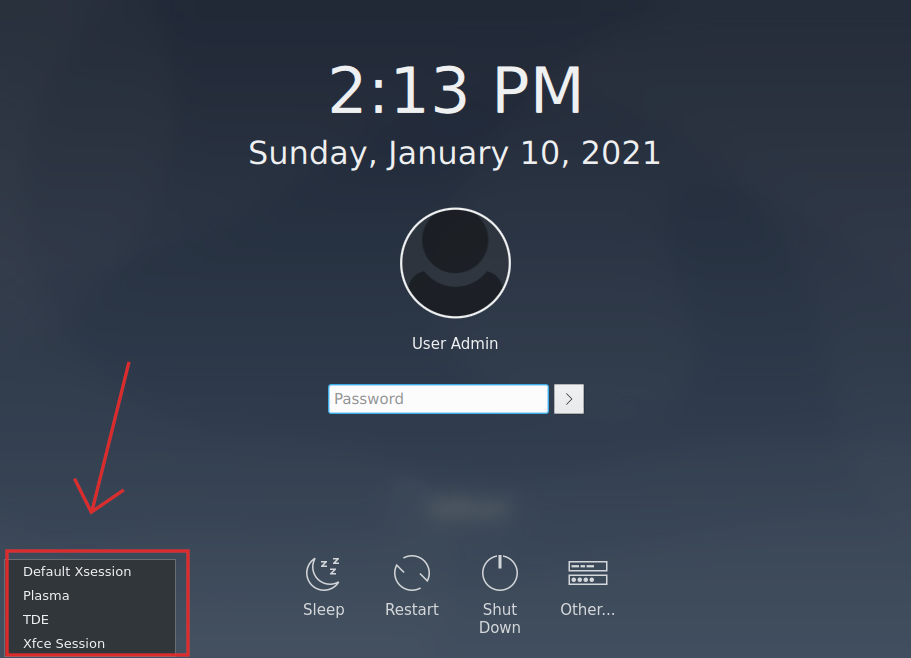 2:13 PM
Sunday, January 10, 2021
User Admin
Password
Sleep
Restart
Shut
Down
Other...
Default Xsession
Plasma
TDE
Xfce Session